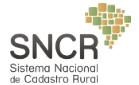 SNCR
Sistema Nacional
de Cadastro Rural